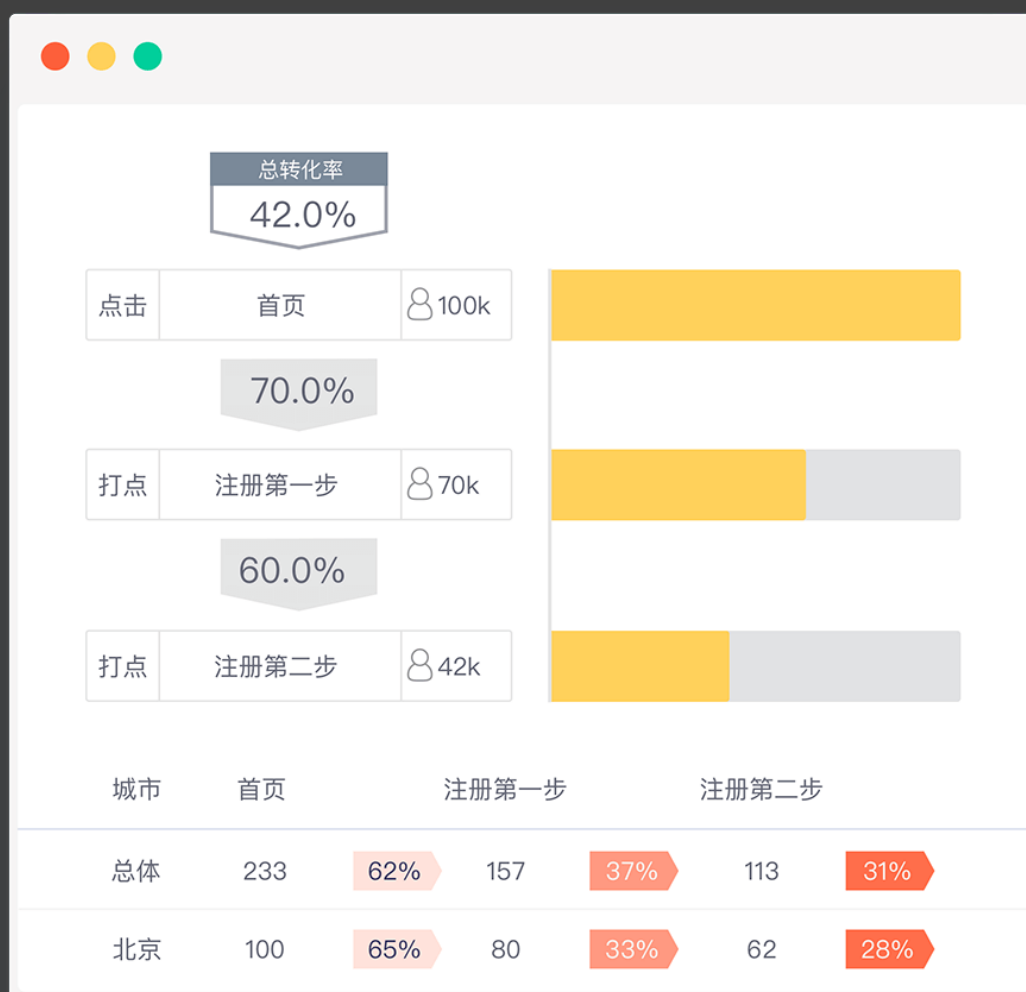 总转化率
42.0%
点击 首页 100k
70.0%
打点 注册第一步 70k
60.0%
打点 注册第二步 42k
城市 首页 注册第一步 注册第二步
总体 233 62% 157 37% 113 31%
北京 100 65% 80 33% 62 28%